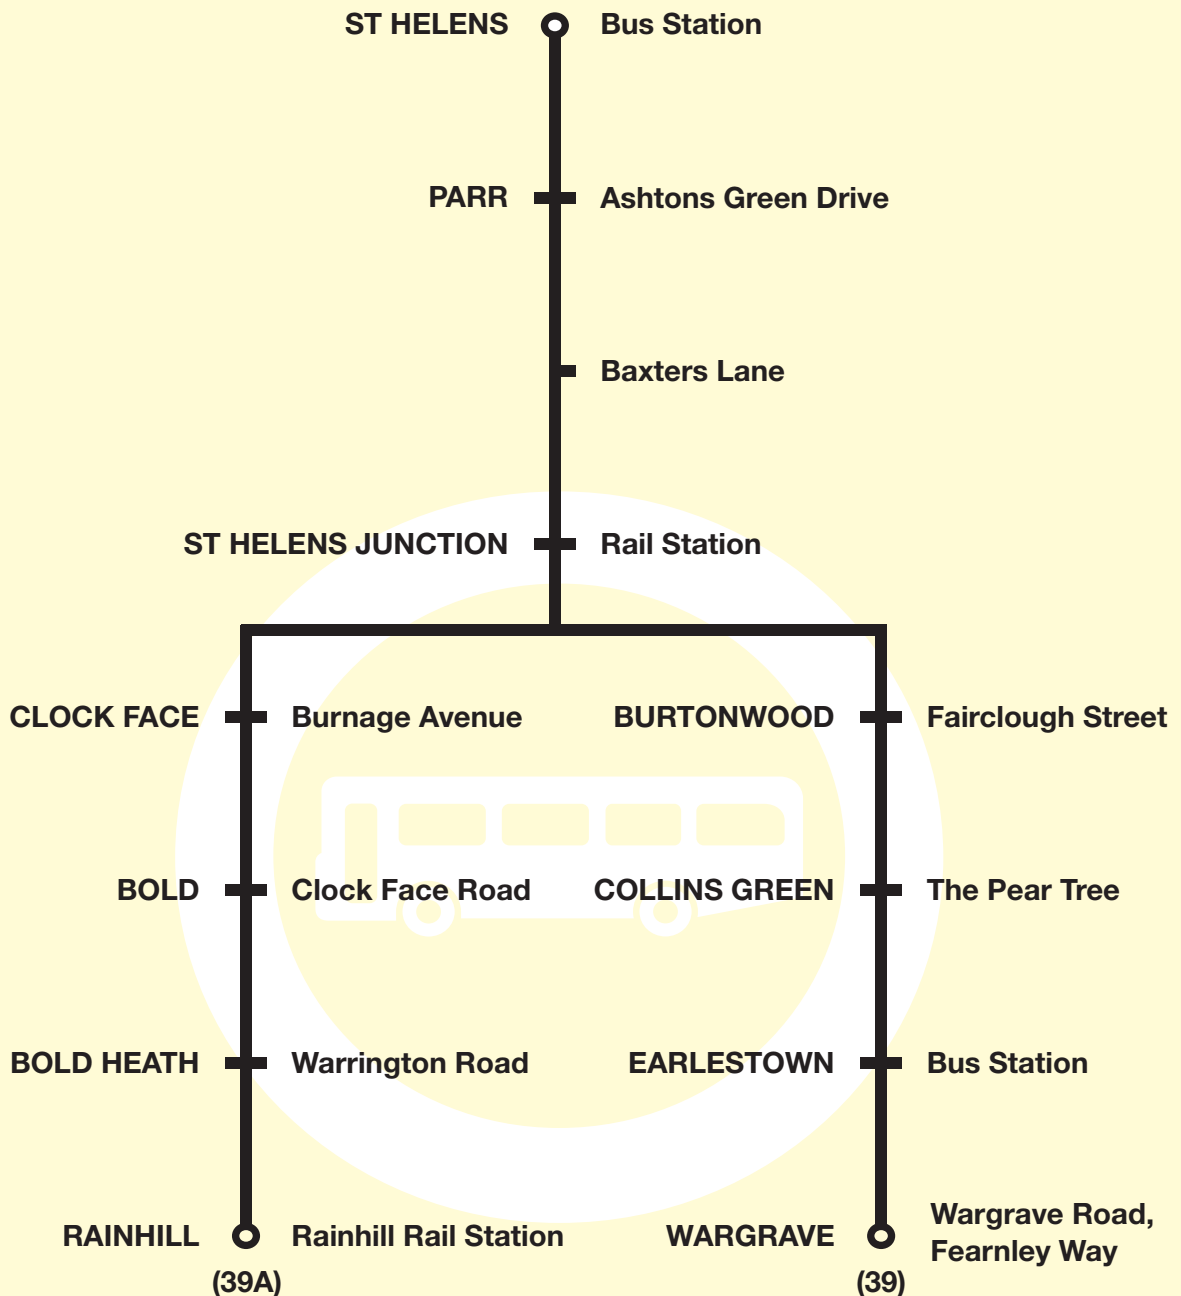 ST HELENS Bus Station
PARR Ashtons Green Drive
Baxters Lane
ST HELENS JUNCTION Rail Station
CLOCK FACE Burnage Avenue BURTONWOOD Fairclough Street
BOLD Clock Face Road COLLINS GREEN The Pear Tree
BOLD HEATH Warrington Road EARLESTOWN Bus Station
RAINHILL Rainhill Rail Station WARGRAVE Wargrave Road,
Fearnley Way
(39A) (39)